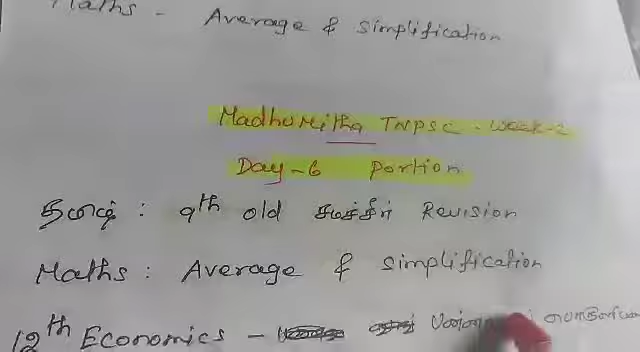 Maths - Average & Simplification
Madhumitha TNPSC - Week-2
Day-6 Portion
தமிழ் : 9th old சமச்சீர் Revision
Maths : Average & Simplification
12th Economics -